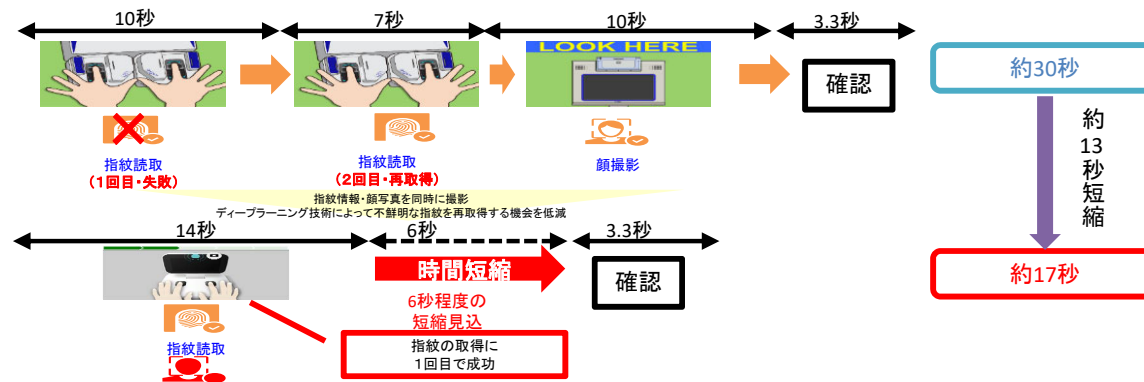 10秒
7秒
10秒
3.3秒
LOOK HERE
確認
約30秒
指紋読取
(1回目・失敗)
指紋読取
(2回目・再取得)
顔撮影
約13秒短縮
指紋情報・顔写真を同時に撮影
ディープラーニング技術によって不鮮明な指紋を再取得する機会を低減
14秒
6秒
3.3秒
時間短縮
確認
約17秒
6秒程度の
短縮見込
指紋読取
指紋の取得に
1回目で成功